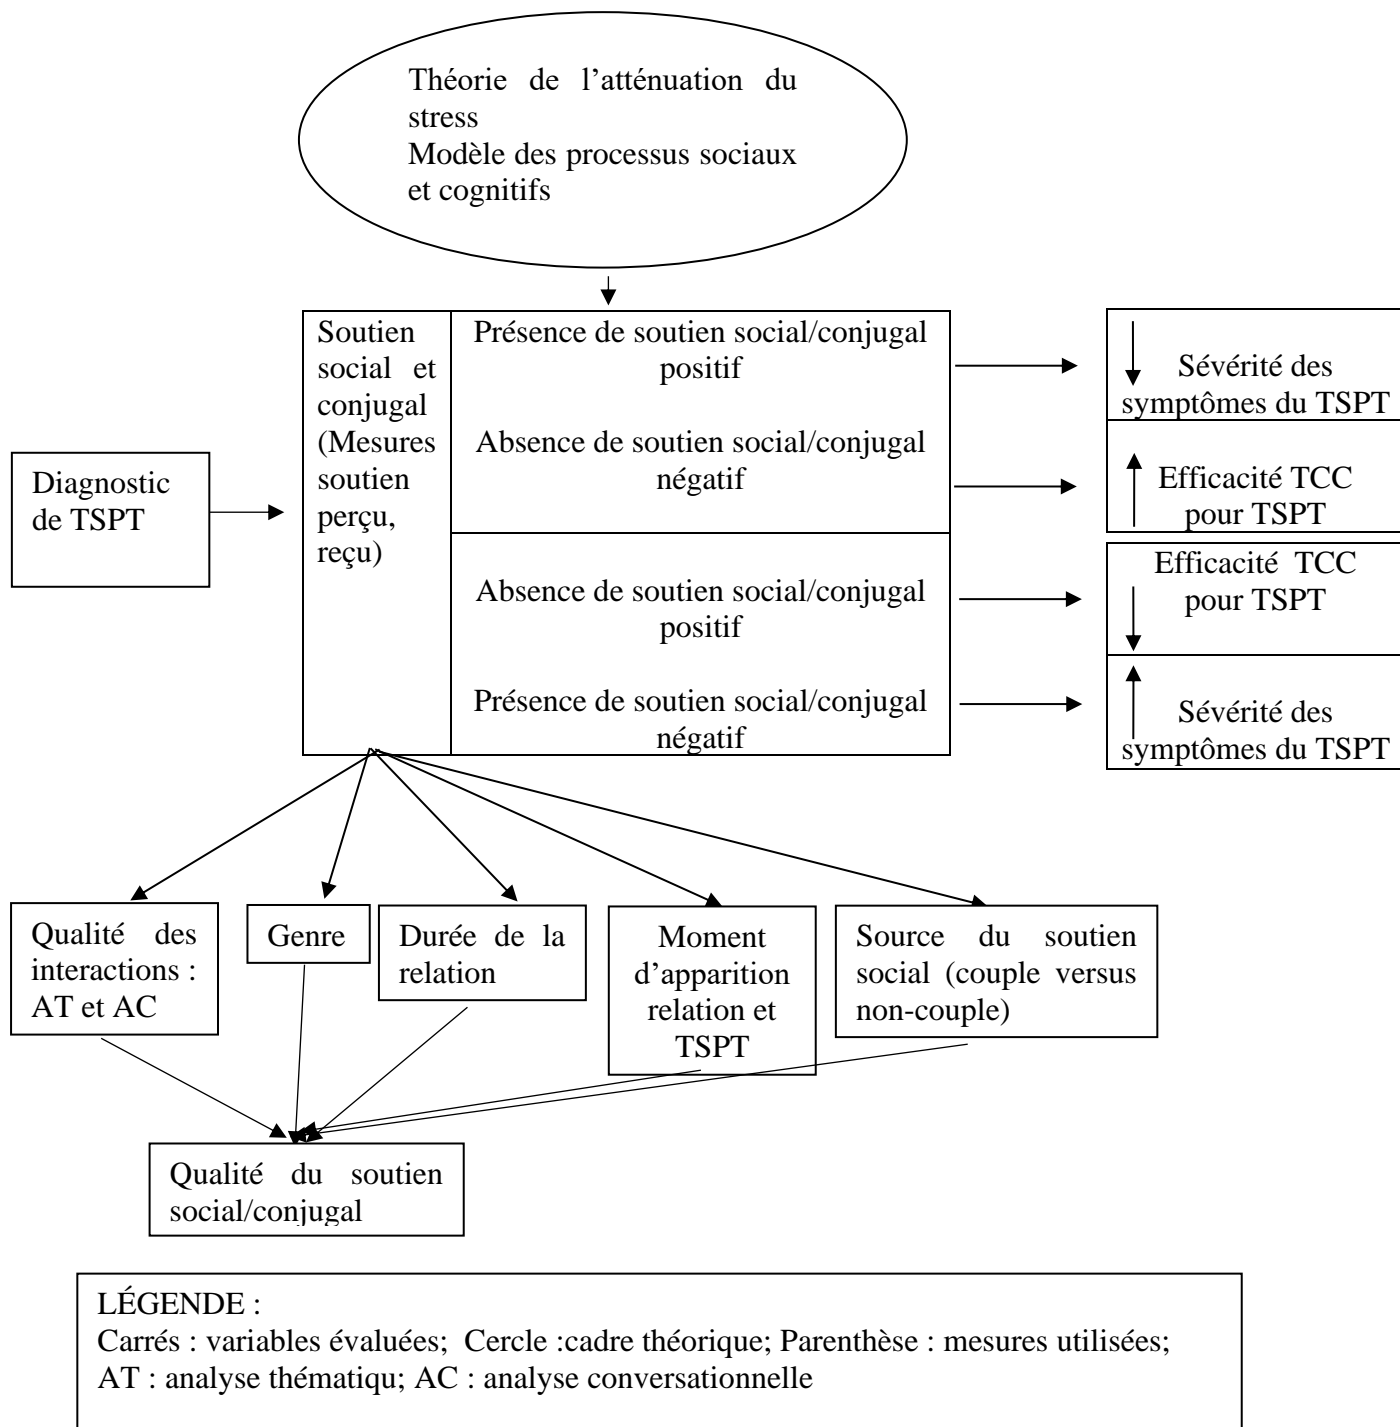 Théorie de l’atténuation du
stress
Modèle des processus sociaux
et cognitifs
Soutien
social et
conjugal
(Mesures
soutien
perçu,
reçu)
Présence de soutien social/conjugal
positif
Absence de soutien social/conjugal
négatif
Absence de soutien social/conjugal
positif
Présence de soutien social/conjugal
négatif
Sévérité des
symptômes du TSPT
Efficacité TCC
pour TSPT
Efficacité TCC
pour TSPT
Sévérité des
symptômes du TSPT
Diagnostic
de TSPT
Qualité des
interactions :
AT et AC
Genre
Durée de la
relation
Moment
d’apparition
relation et
TSPT
Source du soutien
social (couple versus
non-couple)
Qualité du soutien
social/conjugal
LÉGENDE :
Carrés : variables évaluées; Cercle :cadre théorique; Parenthèse : mesures utilisées;
AT : analyse thématiqu; AC : analyse conversationnelle